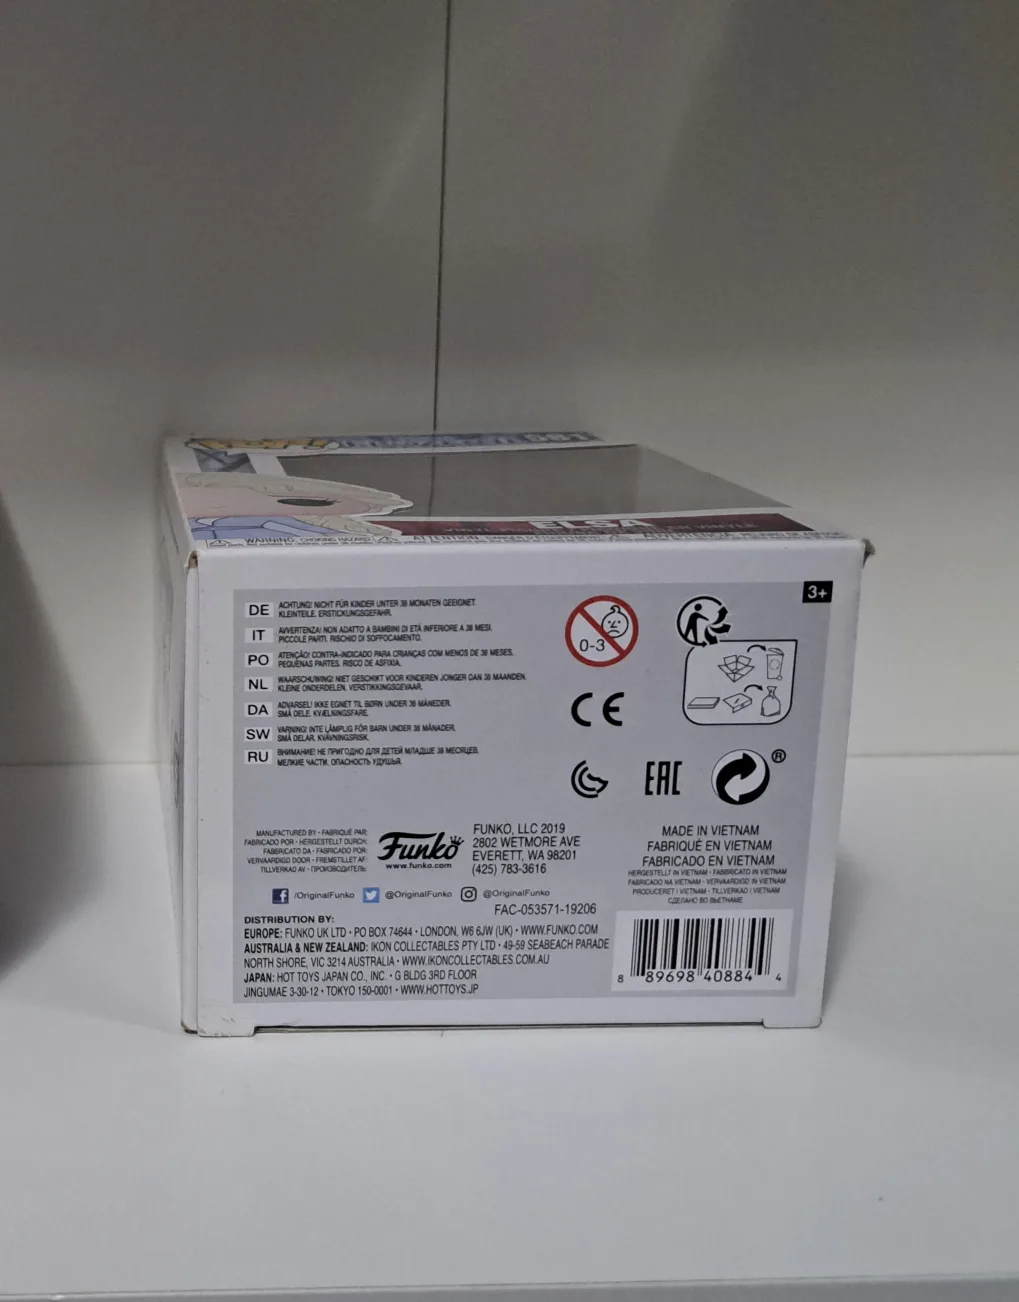 581
ELSA
WARNING: CHOKING HAZARD
ATTENTION:
3+
DE ACHTUNG! NICHT FÜR KINDER UNTER 36 MONATEN GEEIGNET.
KLEINTEILE. ERSTICKUNGSGEFAHR.
IT AVVERTENZA! NON ADATTO A BAMBINI DI ETÀ INFERIORE A 36 MESI.
PICCOLE PARTI. RISCHIO DI SOFFOCAMENTO.
PO ATENÇÃO! CONTRA-INDICADO PARA CRIANÇAS COM MENOS DE 36 MESES.
PEQUENAS PARTES. RISCO DE ASFIXIA.
NL WAARSCHUWING! NIET GESCHIKT VOOR KINDEREN JONGER DAN 36 MAANDEN.
KLEINE ONDERDELEN. VERSTIKKINGSGEVAAR.
DA ADVARSEL! IKKE EGNET TIL BØRN UNDER 36 MÅNEDER.
SMÅ DELE. KVÆLNINGSFARE.
SW VARNING! INTE LÄMPLIG FÖR BARN UNDER 36 MÅNADER.
SMÅ DELAR. KVÄVNINGSRISK.
RU ВНИМАНИЕ! НЕ ПРИГОДНО ДЛЯ ДЕТЕЙ МЛАДШЕ 36 МЕСЯЦЕВ.
МЕЛКИЕ ЧАСТИ. ОПАСНОСТЬ УДУШЬЯ.
0-3
CE
EAC
®
MANUFACTURED BY • FABRIQUÉ PAR:
FABRICADO POR • HERGESTELLT DURCH:
FABBRICATO DA • FABRICADO POR:
VERVAARDIGD DOOR • FREMSTILLET AF:
TILLVERKAD AV • ПРОИЗВОДИТЕЛЬ:
Funko
www.funko.com
FUNKO, LLC 2019
2802 WETMORE AVE
EVERETT, WA 98201
(425) 783-3616
/OriginalFunko @OriginalFunko @OriginalFunko
FAC-053571-19206
MADE IN VIETNAM
FABRIQUÉ EN VIETNAM
FABRICADO EN VIETNAM
HERGESTELLT IN VIETNAM • FABBRICATO IN VIETNAM
FABRICADO NA VIETNAM • VERVAARDIGD IN VIETNAM
PRODUCERET I VIETNAM • TILLVERKAD I VIETNAM
СДЕЛАНО ВО ВЬЕТНАМЕ
DISTRIBUTION BY:
EUROPE: FUNKO UK LTD • PO BOX 74644 • LONDON, W6 6JW (UK) • WWW.FUNKO.COM
AUSTRALIA & NEW ZEALAND: IKON COLLECTABLES PTY LTD • 49-59 SEABEACH PARADE
NORTH SHORE, VIC 3214 AUSTRALIA • WWW.IKONCOLLECTABLES.COM.AU
JAPAN: HOT TOYS JAPAN CO., INC. • G BLDG 3RD FLOOR
JINGUMAE 3-30-12 • TOKYO 150-0001 • WWW.HOTTOYS.JP
8 89698 40884 4